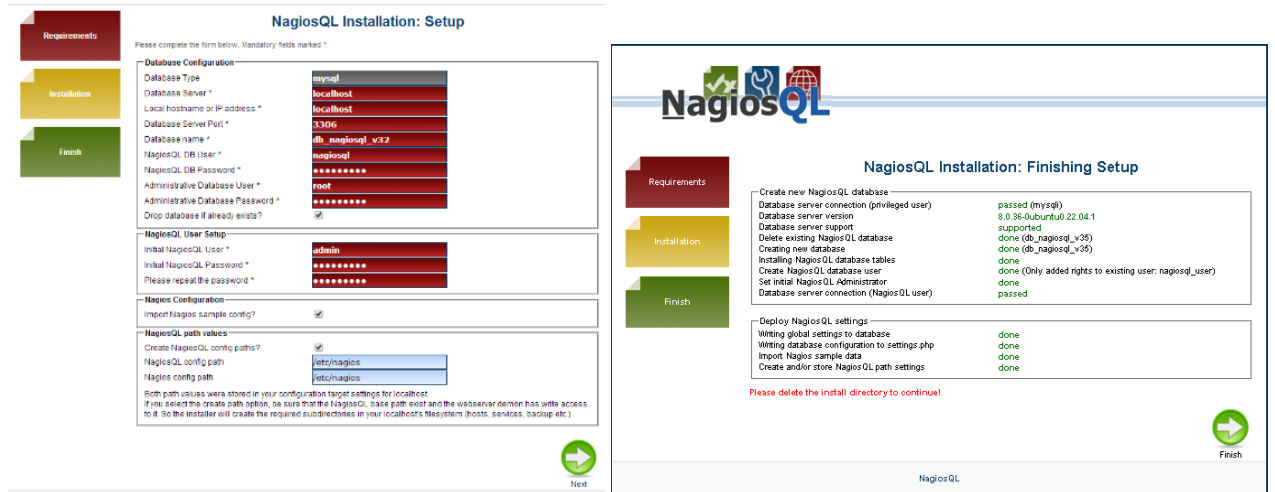 NagiosQL Installation: Setup
Requirements
Installation
Finish
Please complete the form below. Mandatory fields marked *.
Database Configuration
Database Type mysql
Database Server * localhost
Local hostname or IP address * localhost
Database Server Port * 3306
Database name * db_nagiosql_v32
NagiosQL DB User * nagiosql
NagiosQL DB Password * •••••••••
Administrative Database User * root
Administrative Database Password * •••••••••
Drop database if already exists?
NagiosQL User Setup
Initial NagiosQL User * admin
Initial NagiosQL Password * •••••••••
Please repeat the password * •••••••••
Nagios Configuration
Import Nagios sample config?
NagiosQL path values
Create NagiosQL config paths?
NagiosQL config path /etc/nagios
Nagios config path /etc/nagios
Both path values were stored in your configuration target settings for localhost.
If you select the create path option, be sure that the NagiosQL base path exist and the webserver demon has write access
to it. So the installer will create the required subdirectories in your localhost's filesystem (hosts, services, backup etc.)
Next
NagiosQL
Requirements
Installation
Finish
NagiosQL Installation: Finishing Setup
Create new NagiosQL database
Database server connection (privileged user) passed (mysqli)
Database server version 8.0.36-0ubuntu0.22.04.1
Database server support supported
Delete existing NagiosQL database done (db_nagiosql_v35)
Creating new database done (db_nagiosql_v35)
Installing NagiosQL database tables done
Create NagiosQL database user done (Only added rights to existing user: nagiosql_user)
Set initial NagiosQL Administrator done
Database server connection (NagiosQL user) passed
Deploy NagiosQL settings
Writing global settings to database done
Writing database configuration to settings.php done
Import Nagios sample data done
Create and/or store NagiosQL path settings done
Please delete the install directory to continue!
Finish
NagiosQL